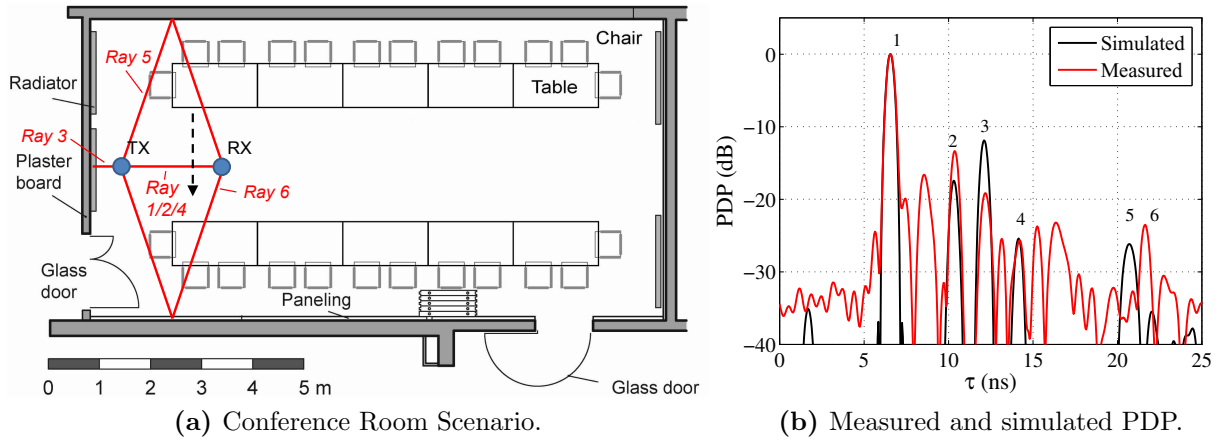 Chair
Ray 5
Radiator
Table
Ray 3
TX
RX
Plaster
board
Ray
1/2/4
Ray 6
Glass
door
Paneling
0 1 2 3 4 5 m
Glass door
(a) Conference Room Scenario.
0
−10
−20
−30
−40
PDP (dB)
1
2
3
4
5
6
Simulated
Measured
0 5 10 15 20 25
τ (ns)
(b) Measured and simulated PDP.